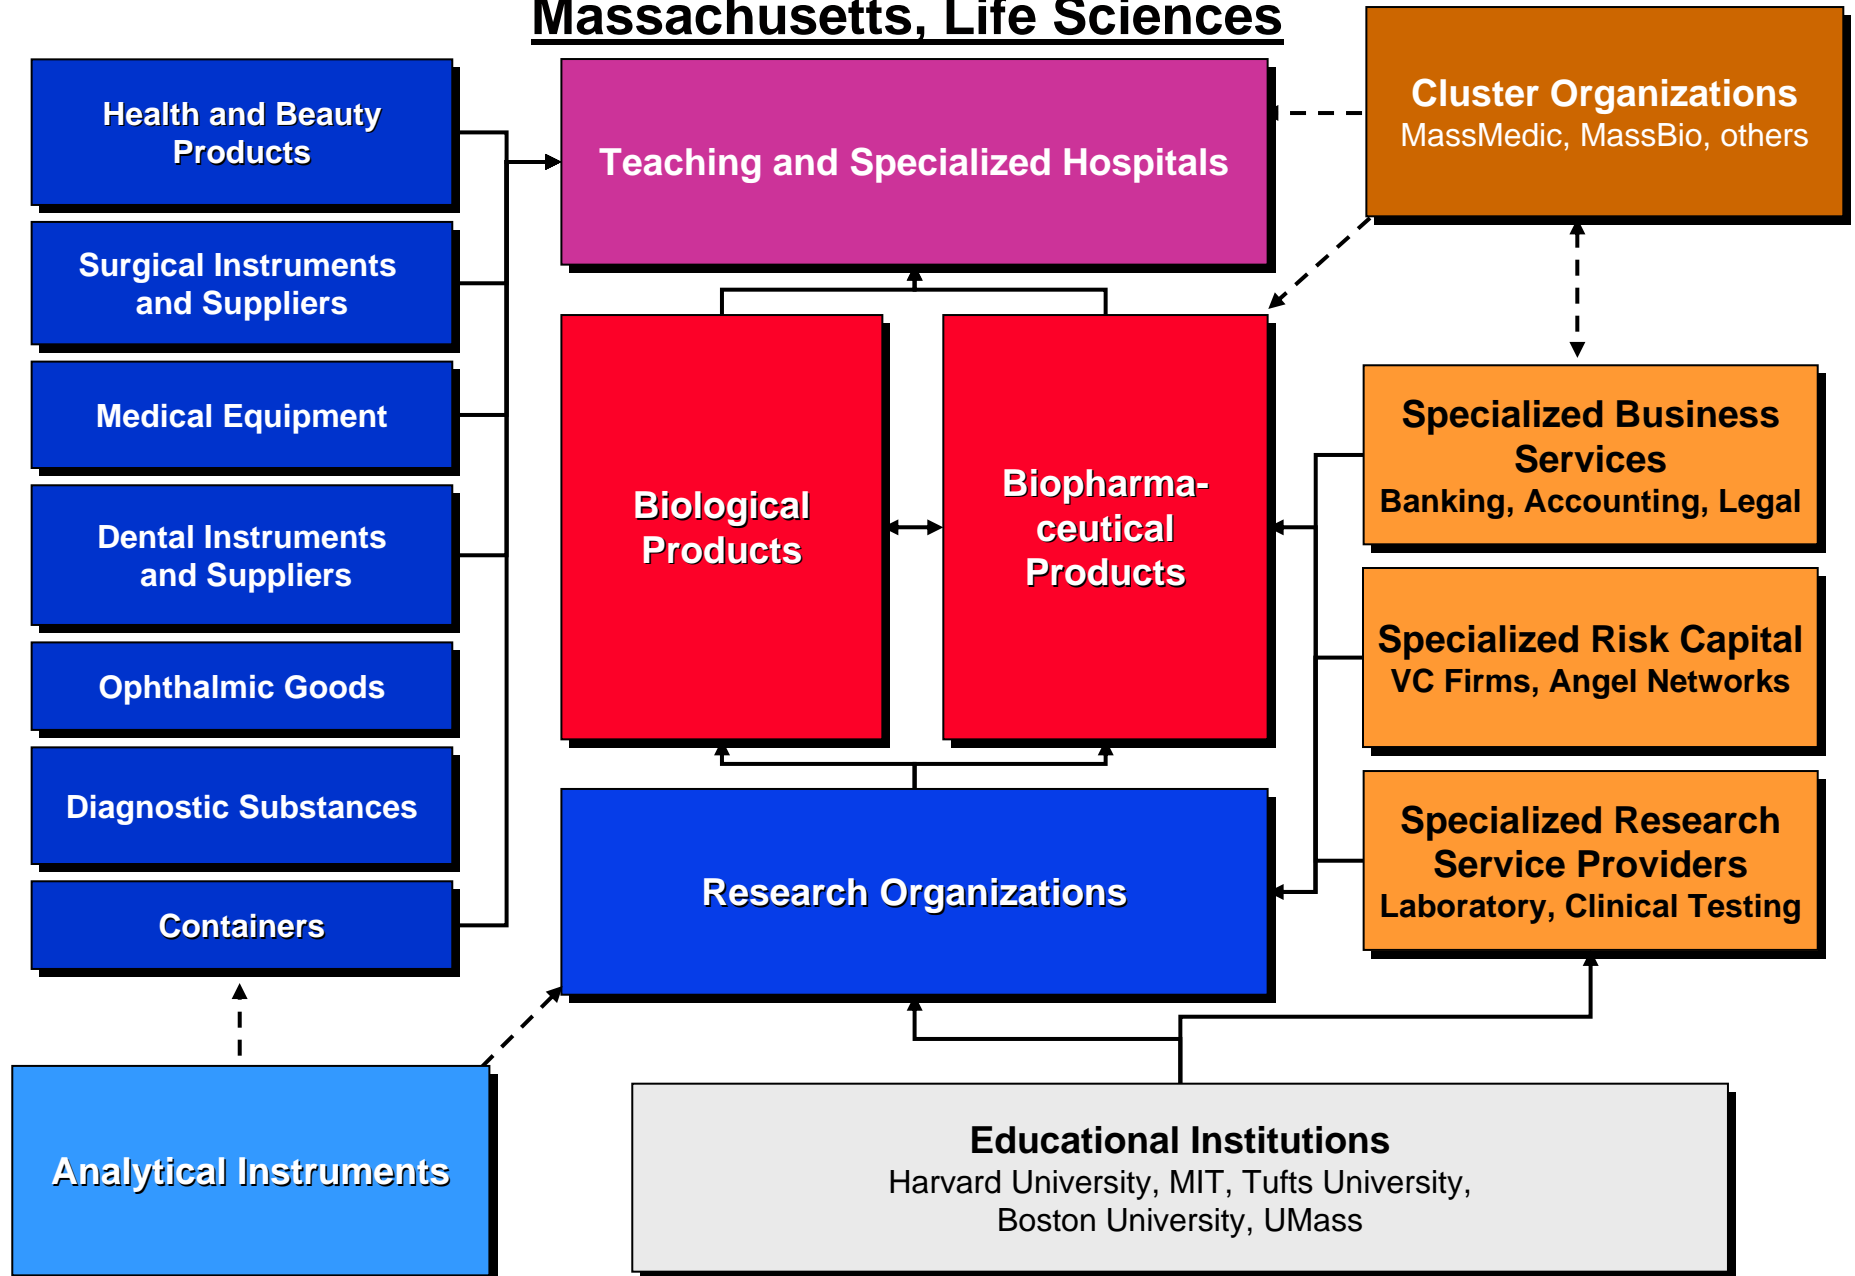 Massachusetts, Life Sciences
Health and Beauty
Products
Surgical Instruments
and Suppliers
Medical Equipment
Dental Instruments
and Suppliers
Ophthalmic Goods
Diagnostic Substances
Containers
Analytical Instruments
Teaching and Specialized Hospitals
Biological
Products
Biopharma-
ceutical
Products
Research Organizations
Educational Institutions
Harvard University, MIT, Tufts University,
Boston University, UMass
Cluster Organizations
MassMedic, MassBio, others
Specialized Business
Services
Banking, Accounting, Legal
Specialized Risk Capital
VC Firms, Angel Networks
Specialized Research
Service Providers
Laboratory, Clinical Testing